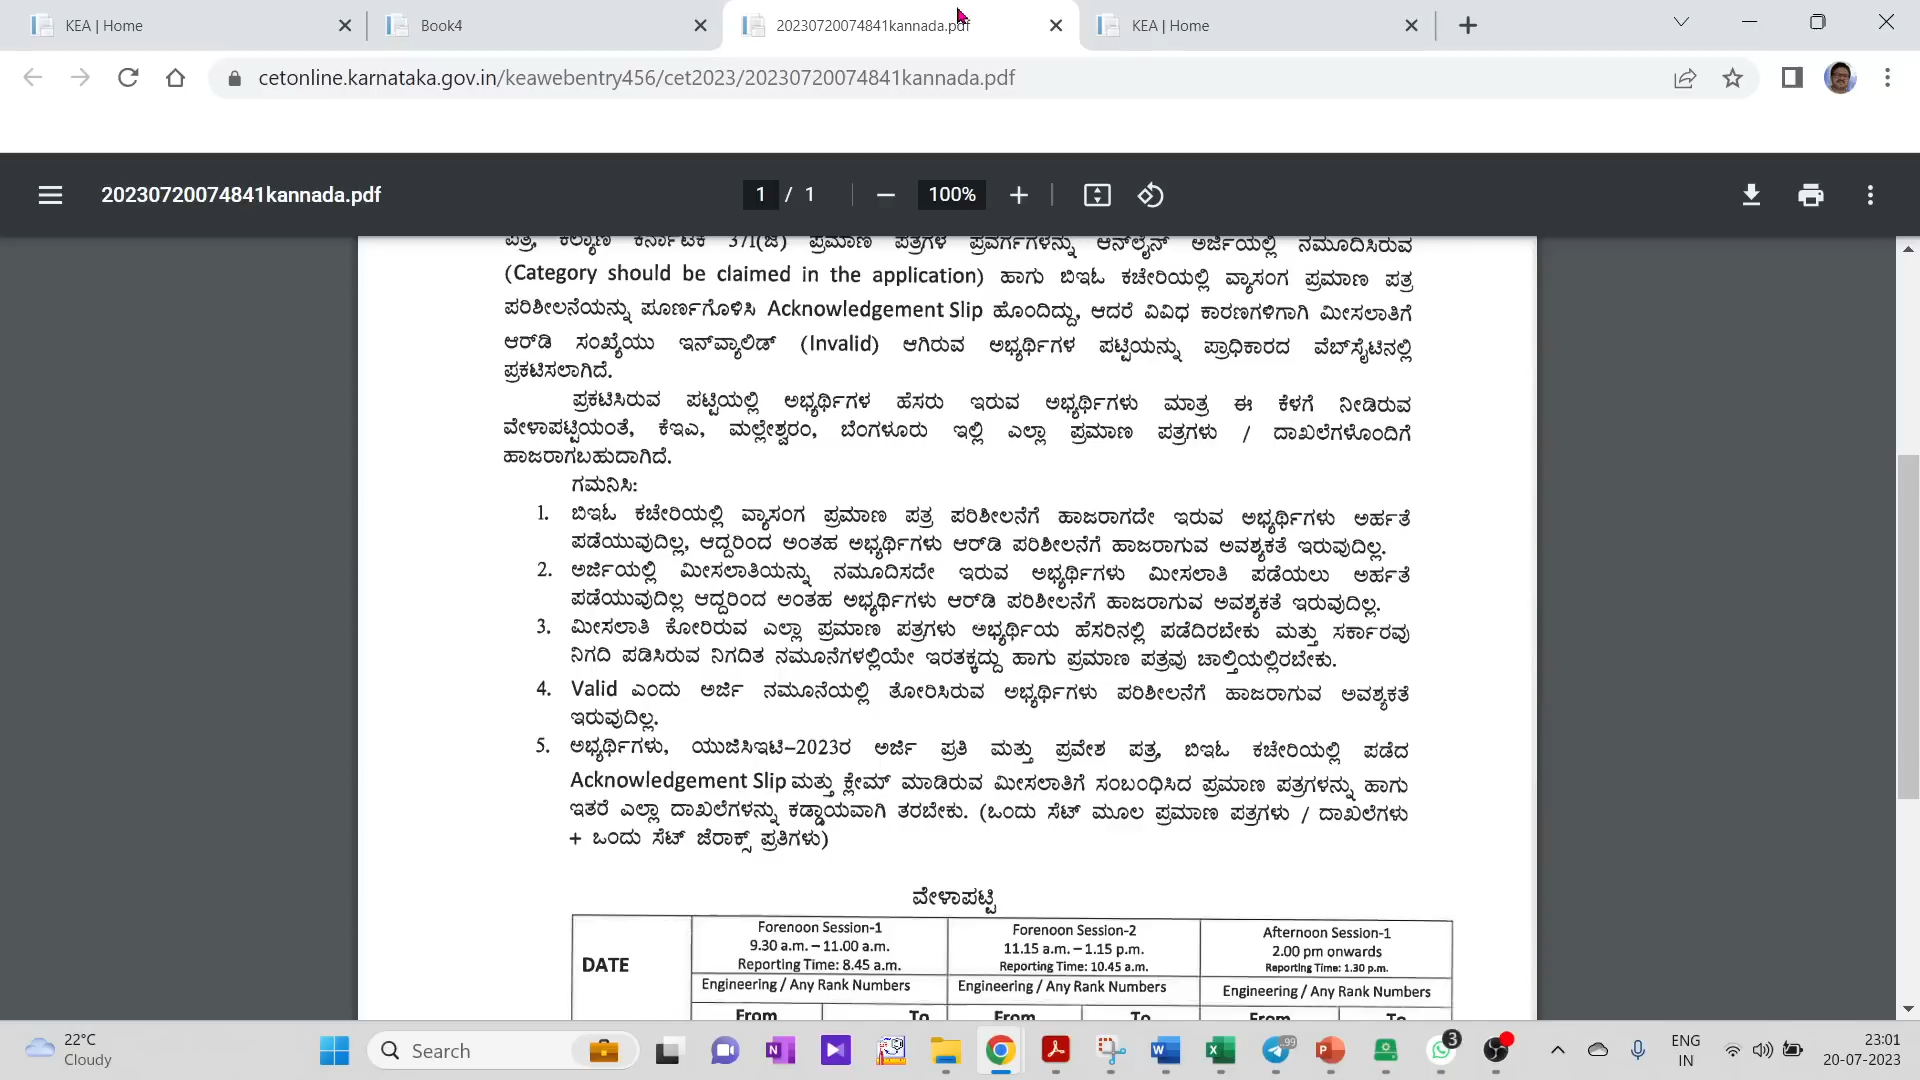 KEA | Home
Book4
20230720074841kannada.pdf
KEA | Home
cetonline.karnataka.gov.in/keawebentry456/cet2023/20230720074841kannada.pdf
20230720074841kannada.pdf
1 / 1
100%
ಪತ್ರ, ಕಲ್ಯಾಣ ಕರ್ನಾಟಕ 371(ಜೆ) ಪ್ರಮಾಣ ಪತ್ರಗಳ ಪ್ರವರ್ಗಗಳನ್ನು ಆನ್‌ಲೈನ್ ಅರ್ಜಿಯಲ್ಲಿ ನಮೂದಿಸಿರುವ
(Category should be claimed in the application) ಹಾಗು ಬಿಇಓ ಕಚೇರಿಯಲ್ಲಿ ವ್ಯಾಸಂಗ ಪ್ರಮಾಣ ಪತ್ರ
ಪರಿಶೀಲನೆಯನ್ನು ಪೂರ್ಣಗೊಳಿಸಿ Acknowledgement Slip ಹೊಂದಿದ್ದು, ಆದರೆ ವಿವಿಧ ಕಾರಣಗಳಿಗಾಗಿ ಮೀಸಲಾತಿಗೆ
ಆರ್‌ಡಿ ಸಂಖ್ಯೆಯು ಇನ್‌ವ್ಯಾಲಿಡ್ (Invalid) ಆಗಿರುವ ಅಭ್ಯರ್ಥಿಗಳ ಪಟ್ಟಿಯನ್ನು ಪ್ರಾಧಿಕಾರದ ವೆಬ್‌ಸೈಟಿನಲ್ಲಿ
ಪ್ರಕಟಿಸಲಾಗಿದೆ.
ಪ್ರಕಟಿಸಿರುವ ಪಟ್ಟಿಯಲ್ಲಿ ಅಭ್ಯರ್ಥಿಗಳ ಹೆಸರು ಇರುವ ಅಭ್ಯರ್ಥಿಗಳು ಮಾತ್ರ ಈ ಕೆಳಗೆ ನೀಡಿರುವ
ವೇಳಾಪಟ್ಟಿಯಂತೆ, ಕೆಇಎ, ಮಲ್ಲೇಶ್ವರಂ, ಬೆಂಗಳೂರು ಇಲ್ಲಿ ಎಲ್ಲಾ ಪ್ರಮಾಣ ಪತ್ರಗಳು / ದಾಖಲೆಗಳೊಂದಿಗೆ
ಹಾಜರಾಗಬಹುದಾಗಿದೆ.
ಗಮನಿಸಿ:
1. ಬಿಇಓ ಕಚೇರಿಯಲ್ಲಿ ವ್ಯಾಸಂಗ ಪ್ರಮಾಣ ಪತ್ರ ಪರಿಶೀಲನೆಗೆ ಹಾಜರಾಗದೇ ಇರುವ ಅಭ್ಯರ್ಥಿಗಳು ಅರ್ಹತೆ
ಪಡೆಯುವುದಿಲ್ಲ, ಆದ್ದರಿಂದ ಅಂತಹ ಅಭ್ಯರ್ಥಿಗಳು ಆರ್‌ಡಿ ಪರಿಶೀಲನೆಗೆ ಹಾಜರಾಗುವ ಅವಶ್ಯಕತೆ ಇರುವುದಿಲ್ಲ.
2. ಅರ್ಜಿಯಲ್ಲಿ ಮೀಸಲಾತಿಯನ್ನು ನಮೂದಿಸದೇ ಇರುವ ಅಭ್ಯರ್ಥಿಗಳು ಮೀಸಲಾತಿ ಪಡೆಯಲು ಅರ್ಹತೆ
ಪಡೆಯುವುದಿಲ್ಲ ಆದ್ದರಿಂದ ಅಂತಹ ಅಭ್ಯರ್ಥಿಗಳು ಆರ್‌ಡಿ ಪರಿಶೀಲನೆಗೆ ಹಾಜರಾಗುವ ಅವಶ್ಯಕತೆ ಇರುವುದಿಲ್ಲ.
3. ಮೀಸಲಾತಿ ಕೋರಿರುವ ಎಲ್ಲಾ ಪ್ರಮಾಣ ಪತ್ರಗಳು ಅಭ್ಯರ್ಥಿಯ ಹೆಸರಿನಲ್ಲಿ ಪಡೆದಿರಬೇಕು ಮತ್ತು ಸರ್ಕಾರವು
ನಿಗದಿ ಪಡಿಸಿರುವ ನಿಗದಿತ ನಮೂನೆಗಳಲ್ಲಿಯೇ ಇರತಕ್ಕದ್ದು ಹಾಗು ಪ್ರಮಾಣ ಪತ್ರವು ಚಾಲ್ತಿಯಲ್ಲಿರಬೇಕು.
4. Valid ಎಂದು ಅರ್ಜಿ ನಮೂನೆಯಲ್ಲಿ ತೋರಿಸಿರುವ ಅಭ್ಯರ್ಥಿಗಳು ಪರಿಶೀಲನೆಗೆ ಹಾಜರಾಗುವ ಅವಶ್ಯಕತೆ
ಇರುವುದಿಲ್ಲ.
5. ಅಭ್ಯರ್ಥಿಗಳು, ಯುಜಿಸಿಇಟಿ-2023ರ ಅರ್ಜಿ ಪ್ರತಿ ಮತ್ತು ಪ್ರವೇಶ ಪತ್ರ, ಬಿಇಓ ಕಚೇರಿಯಲ್ಲಿ ಪಡೆದ
Acknowledgement Slip ಮತ್ತು ಕ್ಲೇಮ್ ಮಾಡಿರುವ ಮೀಸಲಾತಿಗೆ ಸಂಬಂಧಿಸಿದ ಪ್ರಮಾಣ ಪತ್ರಗಳನ್ನು ಹಾಗು
ಇತರೆ ಎಲ್ಲಾ ದಾಖಲೆಗಳನ್ನು ಕಡ್ಡಾಯವಾಗಿ ತರಬೇಕು. (ಒಂದು ಸೆಟ್ ಮೂಲ ಪ್ರಮಾಣ ಪತ್ರಗಳು / ದಾಖಲೆಗಳು
+ ಒಂದು ಸೆಟ್ ಜೆರಾಕ್ಸ್ ಪ್ರತಿಗಳು)
ವೇಳಾಪಟ್ಟಿ
DATE
Forenoon Session-1
9.30 a.m. – 11.00 a.m.
Reporting Time: 8.45 a.m.
Forenoon Session-2
11.15 a.m. – 1.15 p.m.
Reporting Time: 10.45 a.m.
Afternoon Session-1
2.00 pm onwards
Reporting Time: 1.30 p.m.
Engineering / Any Rank Numbers
Engineering / Any Rank Numbers
Engineering / Any Rank Numbers
From To From To From To
22°C
Cloudy
Search
99
3
ENG
IN
23:01
20-07-2023